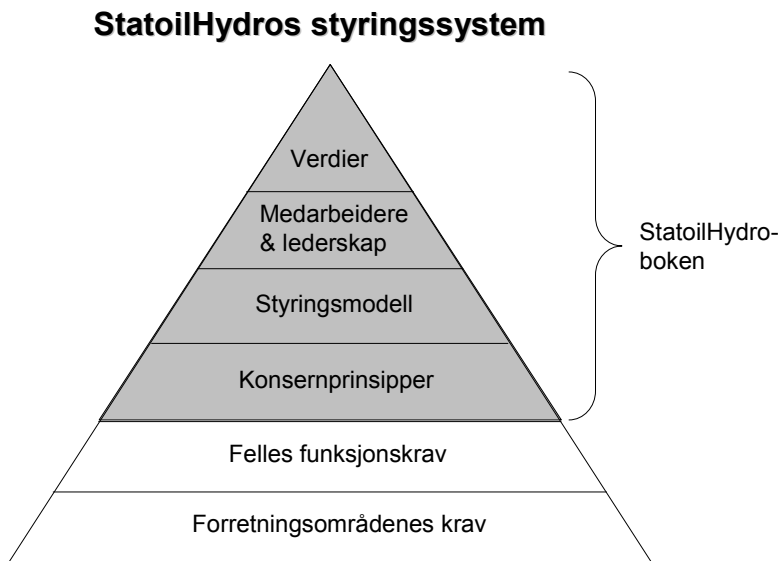 StatoilHydros styringssystem
Verdier
Medarbeidere
& lederskap
StatoilHydro-
boken
Styringsmodell
Konsernprinsipper
Felles funksjonskrav
Forretningsområdenes krav